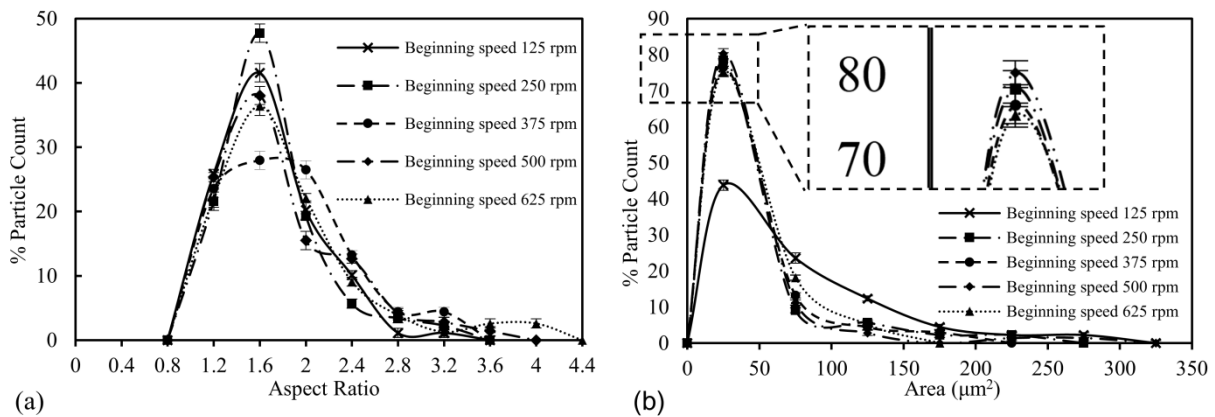 50
40
30
20
10
0
% Particle Count
0 0.4 0.8 1.2 1.6 2 2.4 2.8 3.2 3.6 4 4.4
Aspect Ratio
Beginning speed 125 rpm
Beginning speed 250 rpm
Beginning speed 375 rpm
Beginning speed 500 rpm
Beginning speed 625 rpm
(a)
90
80
70
60
50
40
30
20
10
0
% Particle Count
80
70
Beginning speed 125 rpm
Beginning speed 250 rpm
Beginning speed 375 rpm
Beginning speed 500 rpm
Beginning speed 625 rpm
0 50 100 150 200 250 300 350
Area (μm²)
(b)